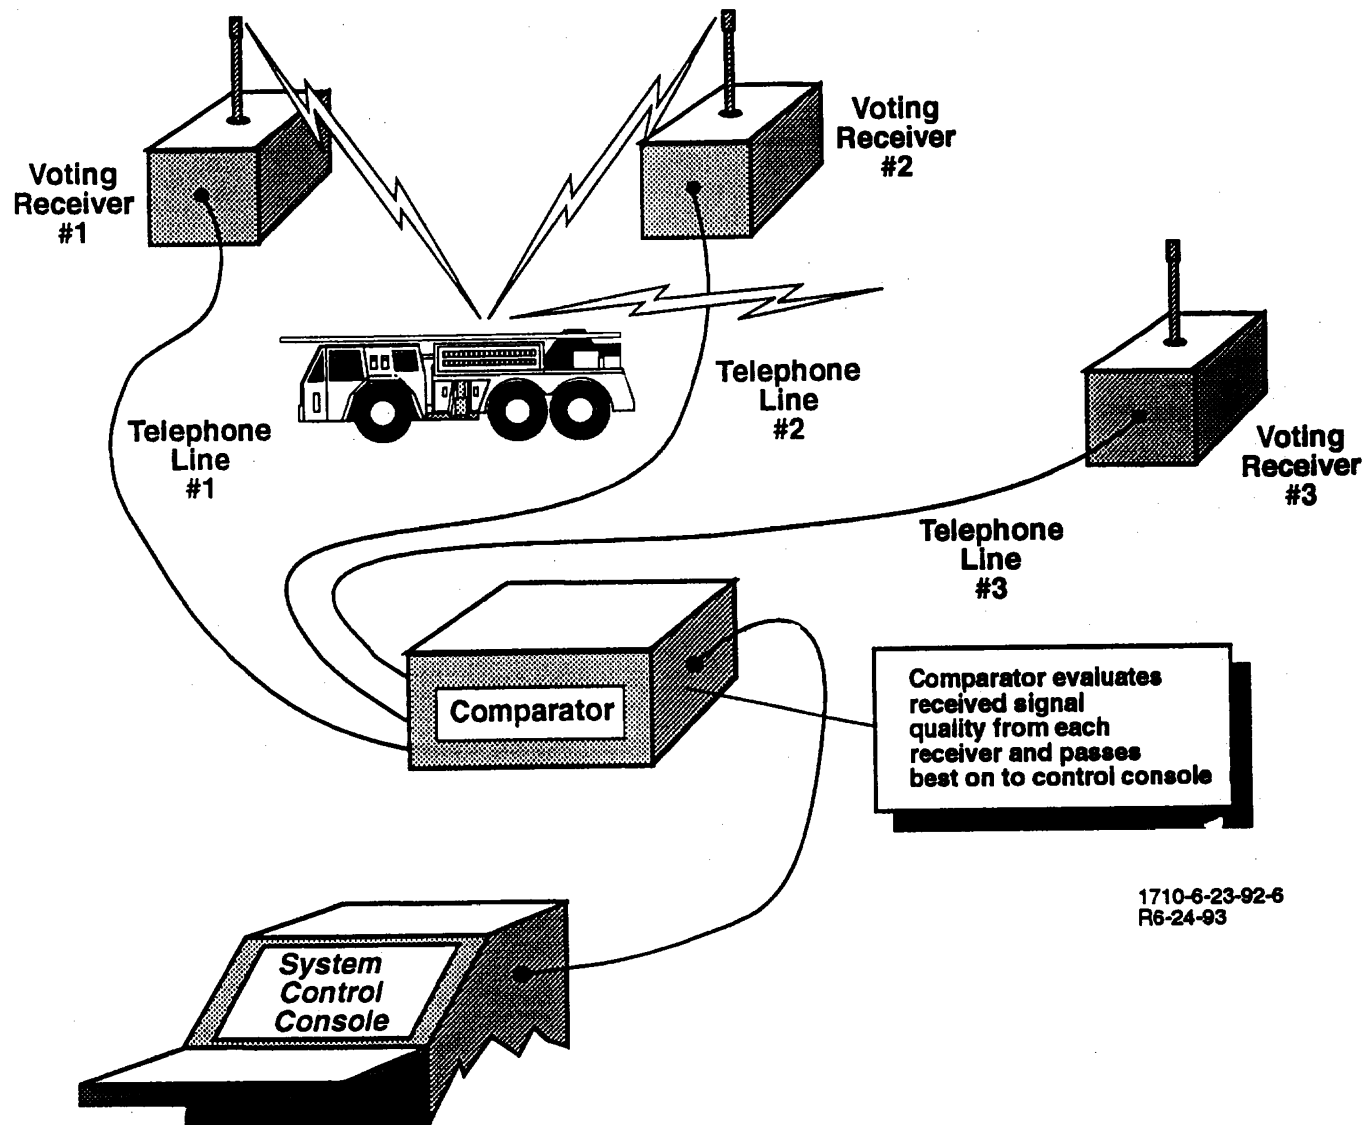 Voting
Receiver
#1
Voting
Receiver
#2
Telephone
Line
#1
Telephone
Line
#2
Voting
Receiver
#3
Telephone
Line
#3
Comparator
Comparator evaluates
received signal
quality from each
receiver and passes
best on to control console
1710-6-23-92-6
R6-24-93
System
Control
Console